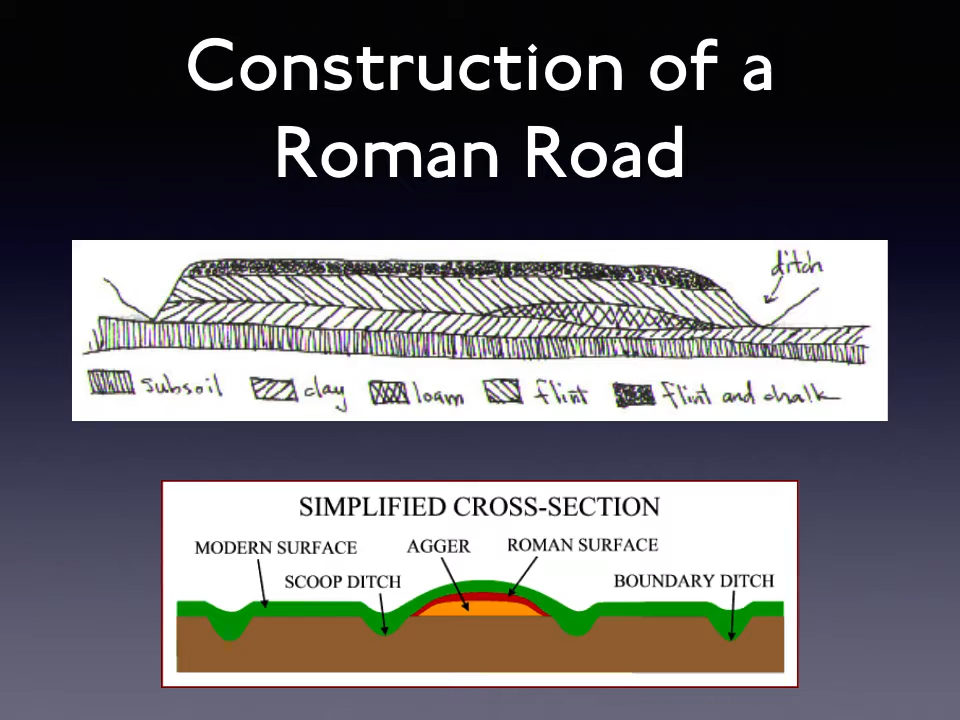 Construction of a
Roman Road
ditch
subsoil clay loam flint flint and chalk
SIMPLIFIED CROSS-SECTION
MODERN SURFACE AGGER ROMAN SURFACE
SCOOP DITCH BOUNDARY DITCH